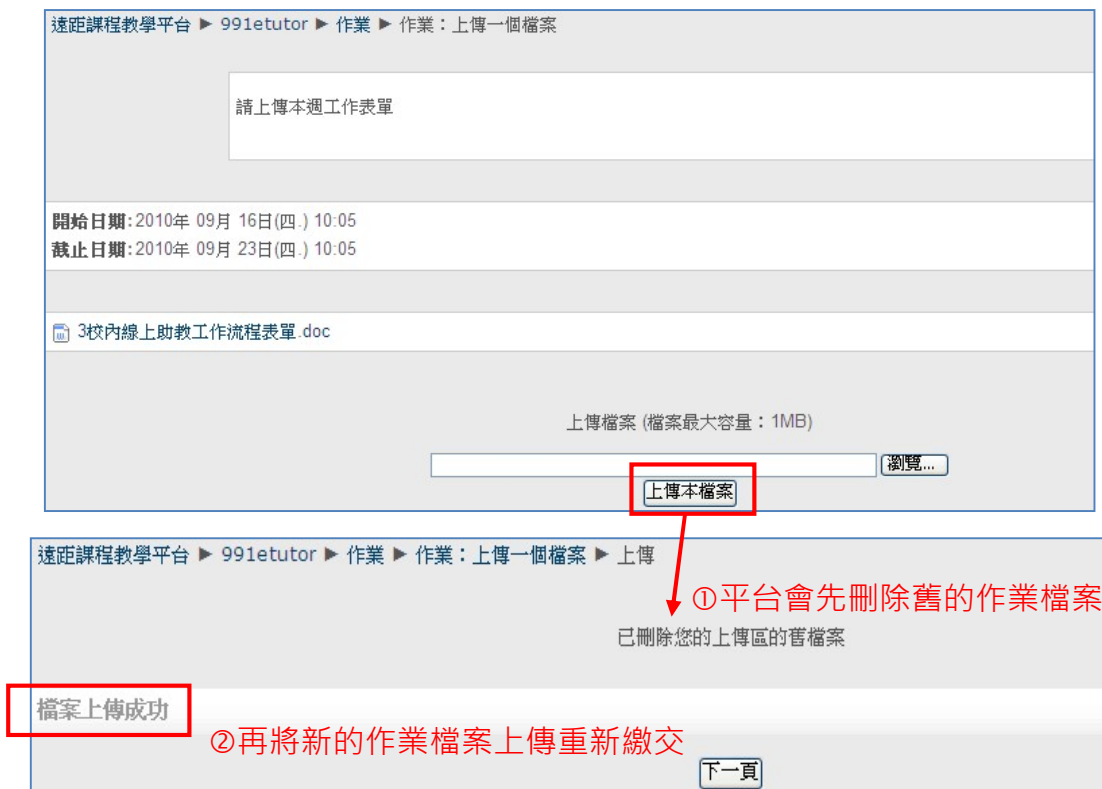 遠距課程教學平台 ► 991etutor ► 作業 ► 作業：上傳一個檔案
請上傳本週工作表單
開始日期:2010年 09月 16日(四.) 10:05
截止日期:2010年 09月 23日(四.) 10:05
3校內線上助教工作流程表單.doc
上傳檔案 (檔案最大容量：1MB)
瀏覽...
上傳本檔案
遠距課程教學平台 ► 991etutor ► 作業 ► 作業：上傳一個檔案 ► 上傳
①平台會先刪除舊的作業檔案
已刪除您的上傳區的舊檔案
檔案上傳成功
②再將新的作業檔案上傳重新繳交
下一頁